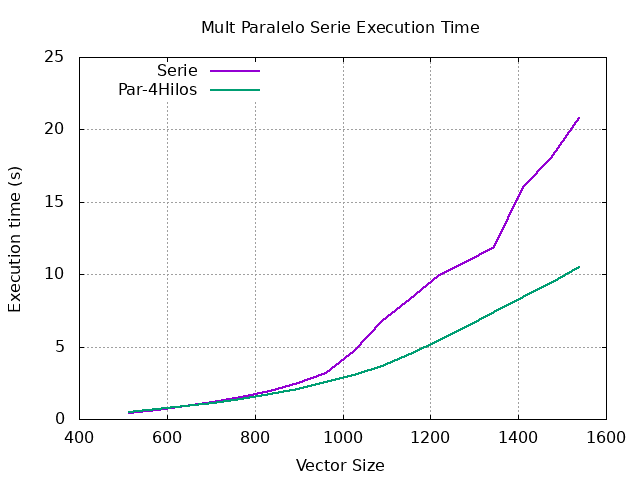 Mult Paralelo Serie Execution Time
Serie
Par-4Hilos
Execution time (s)
25
20
15
10
5
0
400 600 800 1000 1200 1400 1600
Vector Size